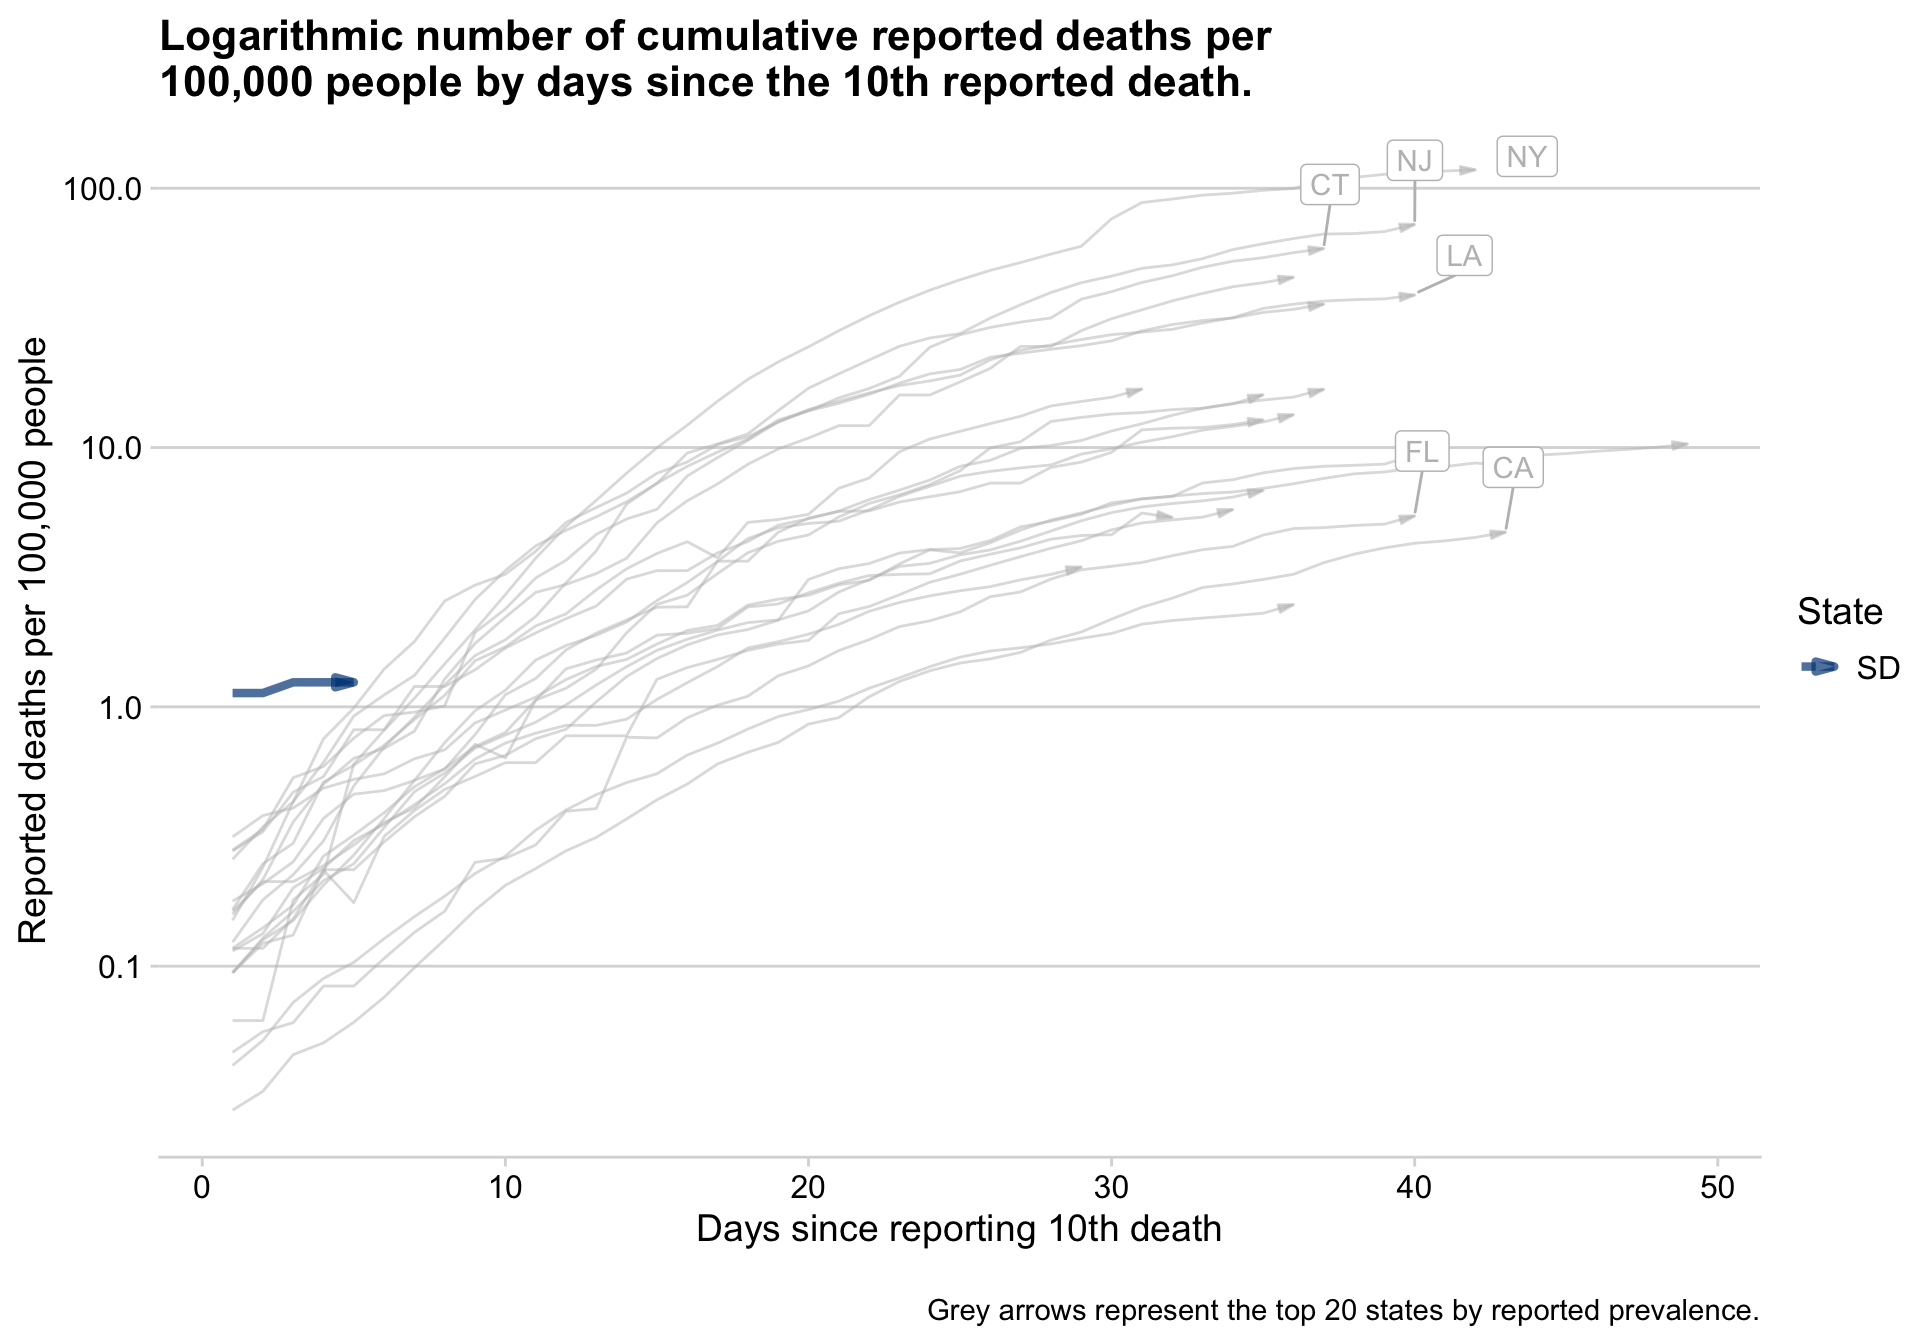 Logarithmic number of cumulative reported deaths per
100,000 people by days since the 10th reported death.
Reported deaths per 100,000 people
100.0
10.0
1.0
0.1
CT
NJ
NY
LA
FL
CA
State
SD
0
10
20
30
40
50
Days since reporting 10th death
Grey arrows represent the top 20 states by reported prevalence.